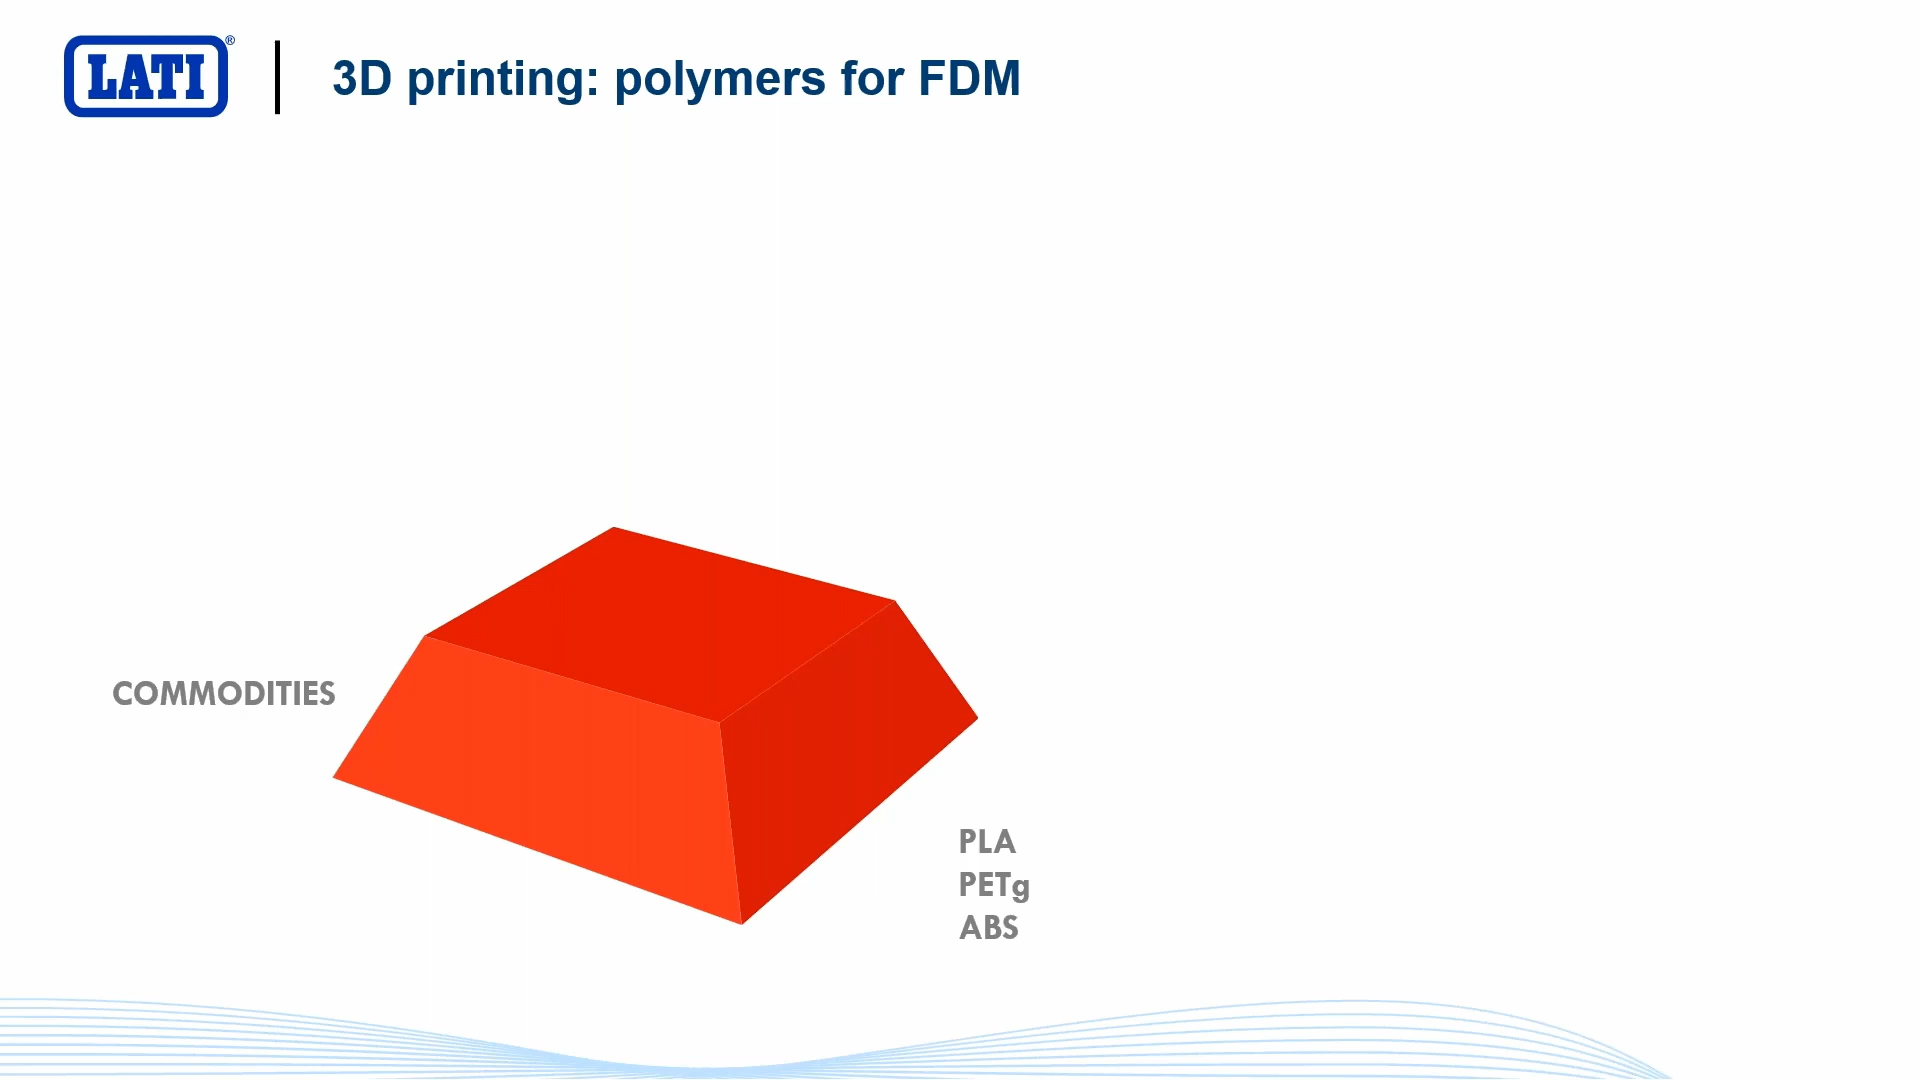 LATI®
3D printing: polymers for FDM
COMMODITIES
PLA
PETg
ABS